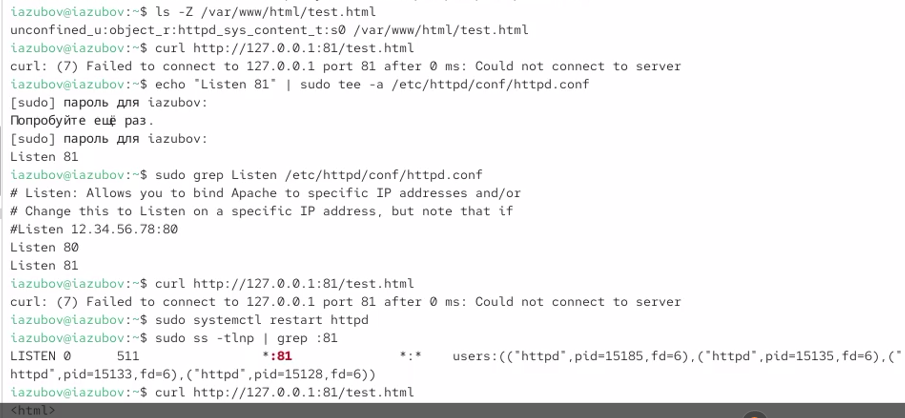 iazubov@iazubov:~$ ls -Z /var/www/html/test.html
unconfined_u:object_r:httpd_sys_content_t:s0 /var/www/html/test.html
iazubov@iazubov:~$ curl http://127.0.0.1:81/test.html
curl: (7) Failed to connect to 127.0.0.1 port 81 after 0 ms: Could not connect to server
iazubov@iazubov:~$ echo "Listen 81" | sudo tee -a /etc/httpd/conf/httpd.conf
[sudo] пароль для iazubov:
Попробуйте ещё раз.
[sudo] пароль для iazubov:
Listen 81
iazubov@iazubov:~$ sudo grep Listen /etc/httpd/conf/httpd.conf
# Listen: Allows you to bind Apache to specific IP addresses and/or
# Change this to Listen on a specific IP address, but note that if
#Listen 12.34.56.78:80
Listen 80
Listen 81
iazubov@iazubov:~$ curl http://127.0.0.1:81/test.html
curl: (7) Failed to connect to 127.0.0.1 port 81 after 0 ms: Could not connect to server
iazubov@iazubov:~$ sudo systemctl restart httpd
iazubov@iazubov:~$ sudo ss -tlnp | grep :81
LISTEN 0      511                *:81              *:*    users:(("httpd",pid=15185,fd=6),("httpd",pid=15135,fd=6),("
httpd",pid=15133,fd=6),("httpd",pid=15128,fd=6))
iazubov@iazubov:~$ curl http://127.0.0.1:81/test.html
<html>